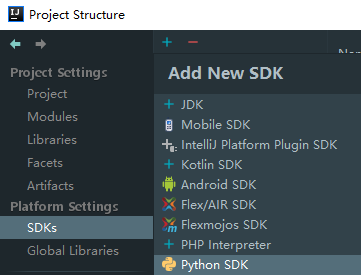 Project Structure
Project Settings
Project
Modules
Libraries
Facets
Artifacts
Platform Settings
SDKs
Global Libraries
Add New SDK
JDK
Mobile SDK
IntelliJ Platform Plugin SDK
Kotlin SDK
Android SDK
Flex/AIR SDK
Flexmojos SDK
PHP Interpreter
Python SDK